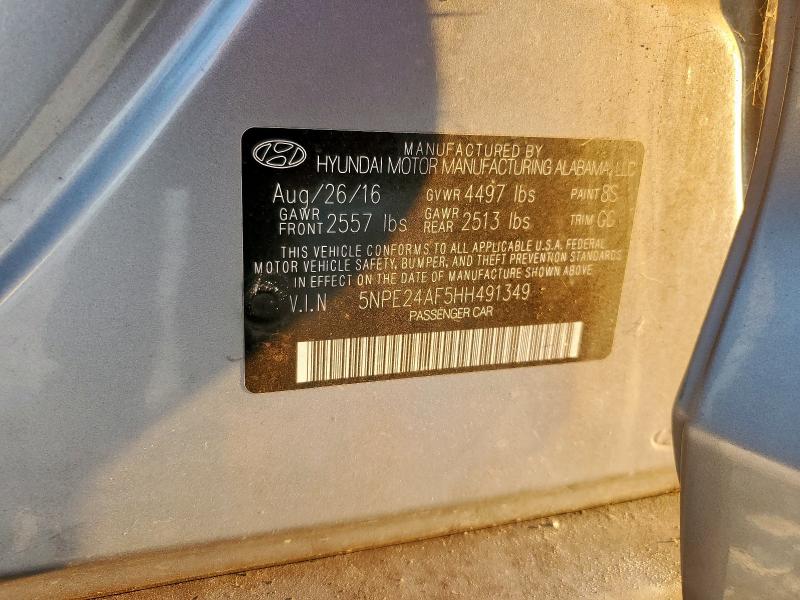 MANUFACTURED BY
HYUNDAI MOTOR MANUFACTURING ALABAMA, LLC
Aug/26/16 GVWR 4497 lbs PAINT 8S
GAWR FRONT 2557 lbs GAWR REAR 2513 lbs TRIM GG
THIS VEHICLE CONFORMS TO ALL APPLICABLE U.S.A. FEDERAL
MOTOR VEHICLE SAFETY, BUMPER, AND THEFT PREVENTION STANDARDS
IN EFFECT ON THE DATE OF MANUFACTURE SHOWN ABOVE
V.I.N 5NPE24AF5HH491349
PASSENGER CAR